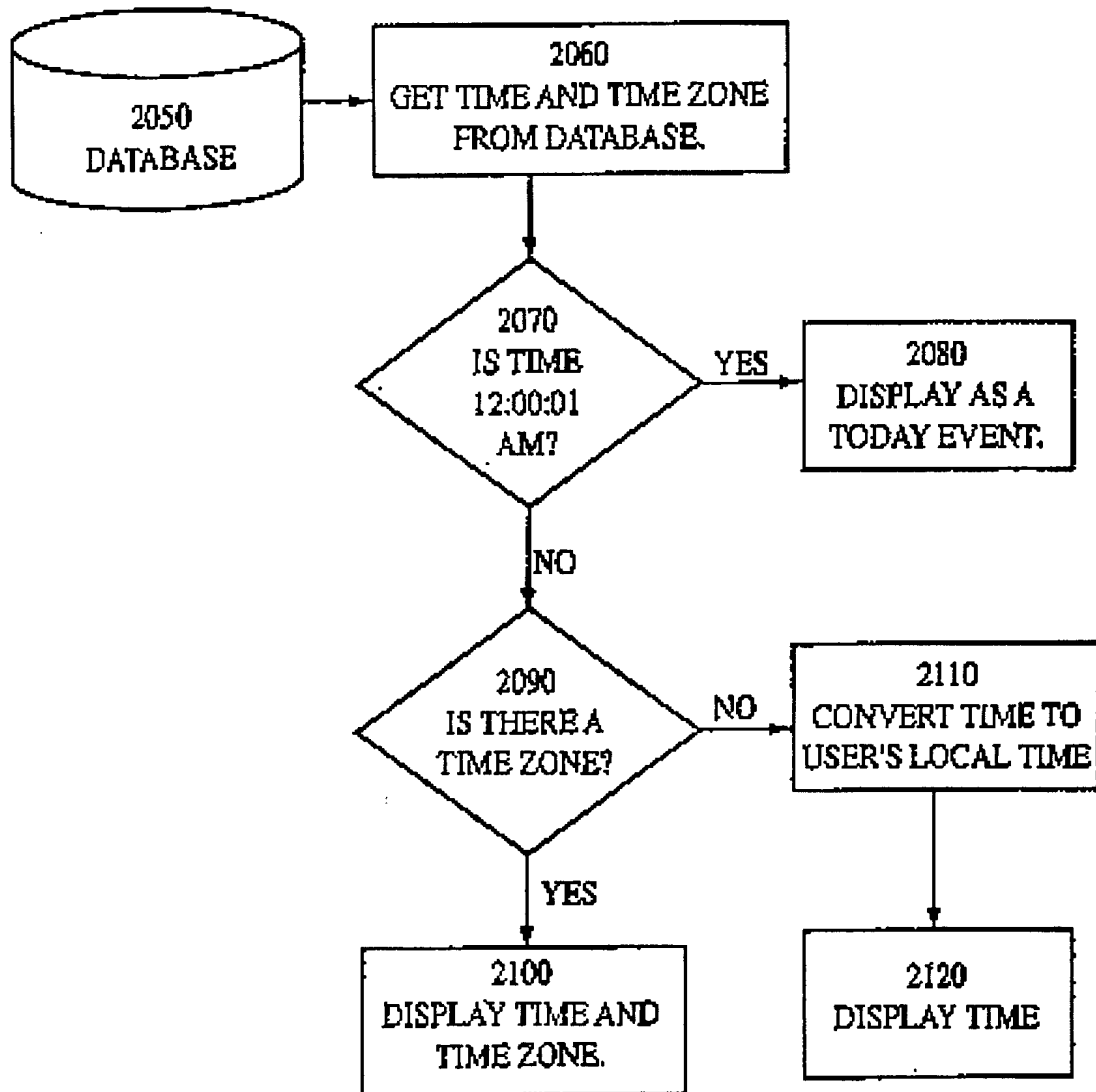 2050
DATABASE
2060
GET TIME AND TIME ZONE
FROM DATABASE.
2070
IS TIME
12:00:01
AM?
YES
2080
DISPLAY AS A
TODAY EVENT.
NO
2090
IS THERE A
TIME ZONE?
NO
2110
CONVERT TIME TO
USER'S LOCAL TIME
YES
2100
DISPLAY TIME AND
TIME ZONE.
2120
DISPLAY TIME